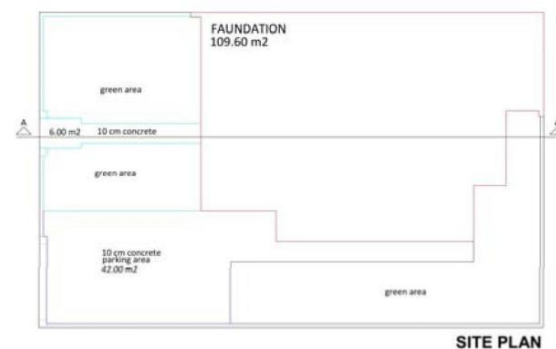 FAUNDATION
109.60 m2
green area
A
A
6.00 m2 10 cm concrete
green area
10 cm concrete
parking area
42.00 m2
green area
SITE PLAN